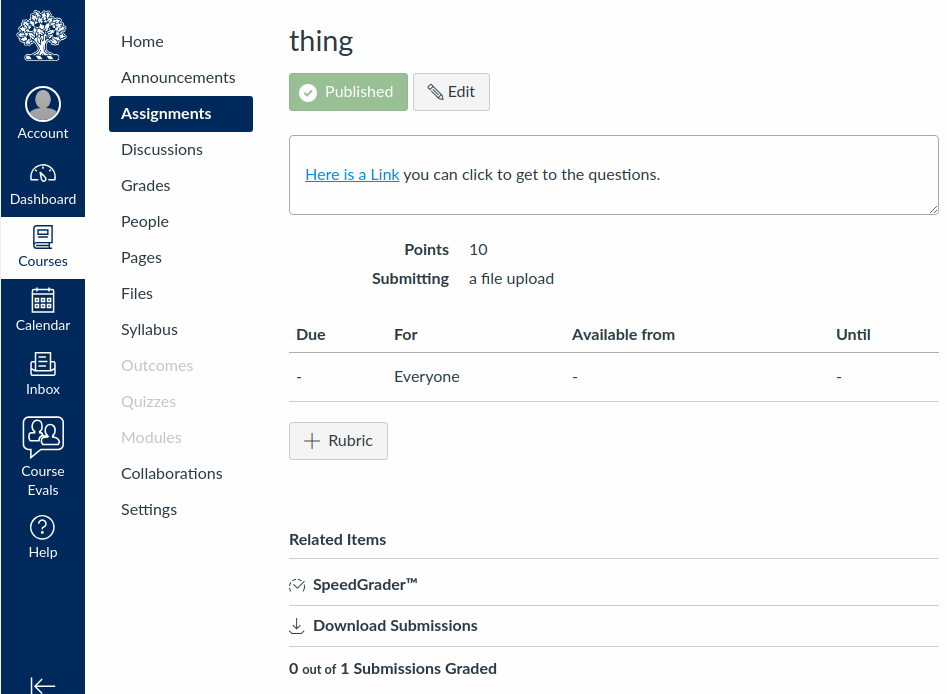 Account
Dashboard
Courses
Calendar
Inbox
Course
Evals
Help
Home
Announcements
Assignments
Discussions
Grades
People
Pages
Files
Syllabus
Outcomes
Quizzes
Modules
Collaborations
Settings
thing
Published Edit
Here is a Link you can click to get to the questions.
Points 10
Submitting a file upload
Due For Available from Until
- Everyone - -
Rubric
Related Items
SpeedGrader™
Download Submissions
0 out of 1 Submissions Graded